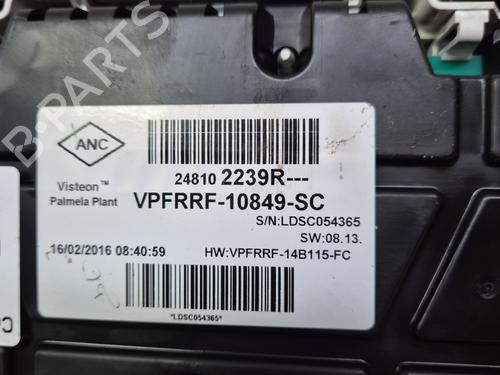 B-PARTS
ANC
24810 2239R---
Visteon™
Palmela Plant
VPFRRF-10849-SC
S/N:LDSC054365
SW:08.13.
16/02/2016 08:40:59
HW:VPFRRF-14B115-FC
*LDSC054365*